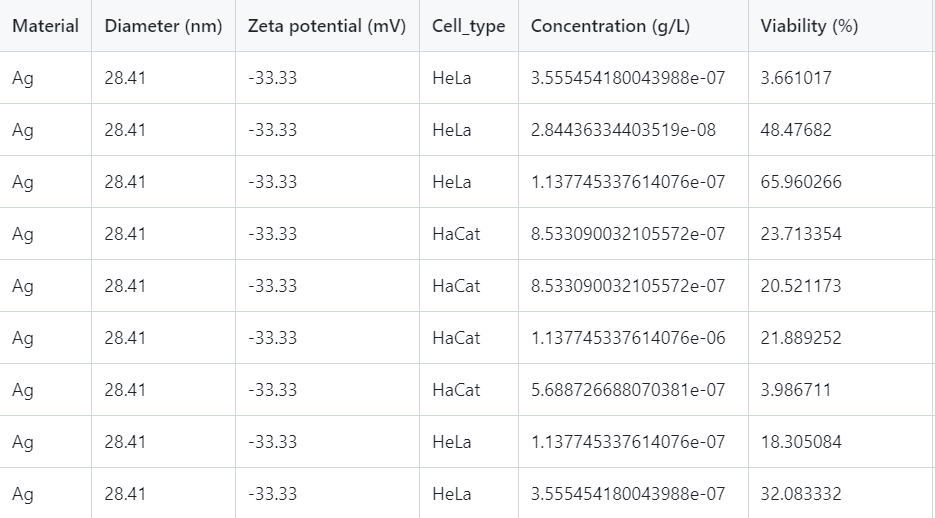 Material Diameter (nm) Zeta potential (mV) Cell_type Concentration (g/L) Viability (%)
Ag 28.41 -33.33 HeLa 3.555454180043988e-07 3.661017
Ag 28.41 -33.33 HeLa 2.84436334403519e-08 48.47682
Ag 28.41 -33.33 HeLa 1.137745337614076e-07 65.960266
Ag 28.41 -33.33 HaCat 8.533090032105572e-07 23.713354
Ag 28.41 -33.33 HaCat 8.533090032105572e-07 20.521173
Ag 28.41 -33.33 HaCat 1.137745337614076e-06 21.889252
Ag 28.41 -33.33 HaCat 5.688726688070381e-07 3.986711
Ag 28.41 -33.33 HeLa 1.137745337614076e-07 18.305084
Ag 28.41 -33.33 HeLa 3.555454180043988e-07 32.083332